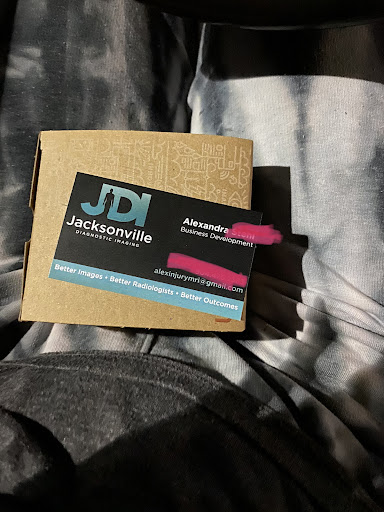 JDI
Jacksonville
DIAGNOSTIC IMAGING
Alexandra
Business Development
alexinjurymri@gmail.com
Better Images • Better Radiologists • Better Outcomes